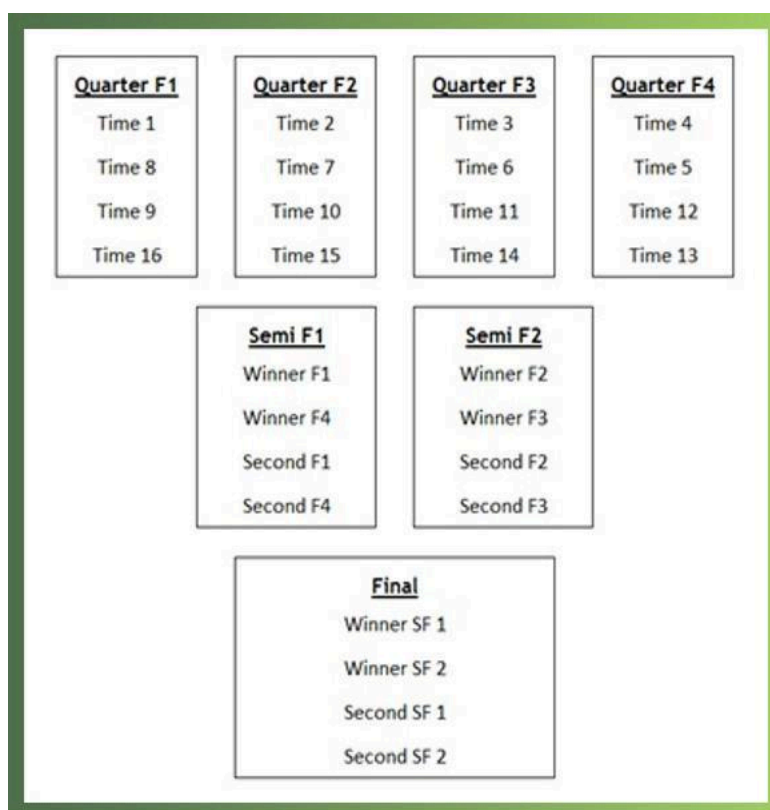 Quarter F1
Time 1
Time 8
Time 9
Time 16
Quarter F2
Time 2
Time 7
Time 10
Time 15
Quarter F3
Time 3
Time 6
Time 11
Time 14
Quarter F4
Time 4
Time 5
Time 12
Time 13
Semi F1
Winner F1
Winner F4
Second F1
Second F4
Semi F2
Winner F2
Winner F3
Second F2
Second F3
Final
Winner SF 1
Winner SF 2
Second SF 1
Second SF 2